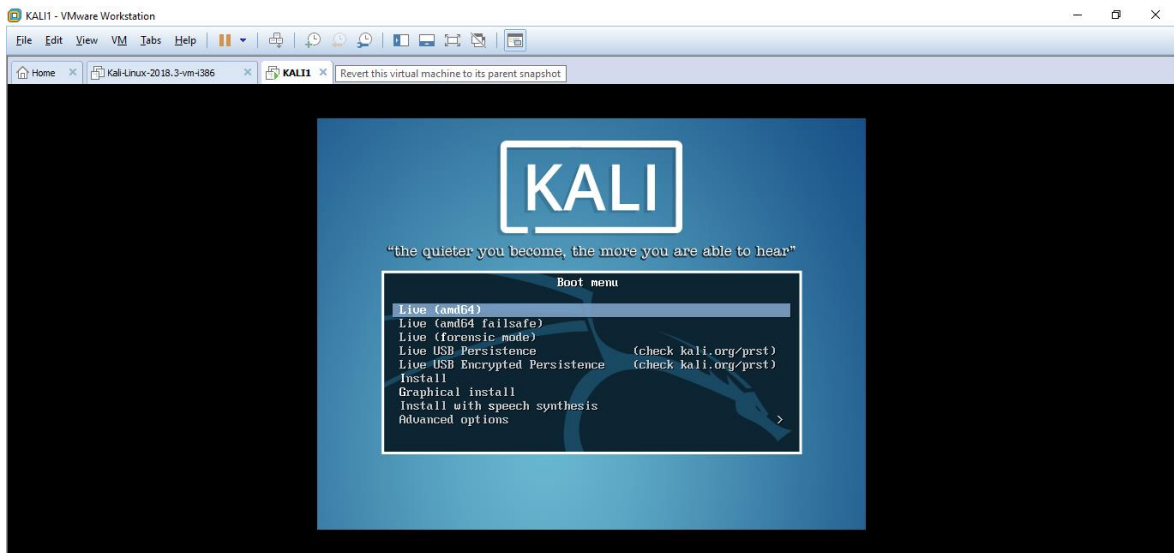 KALI1 - VMware Workstation
File Edit View VM Tabs Help
Home Kali-Linux-2018.3-vm-i386 KALI1 Revert this virtual machine to its parent snapshot
KALI
“the quieter you become, the more you are able to hear”
Boot menu
Live (amd64)
Live (amd64 failsafe)
Live (forensic mode)
Live USB Persistence (check kali.org/prst)
Live USB Encrypted Persistence (check kali.org/prst)
Install
Graphical install
Install with speech synthesis
Advanced options >